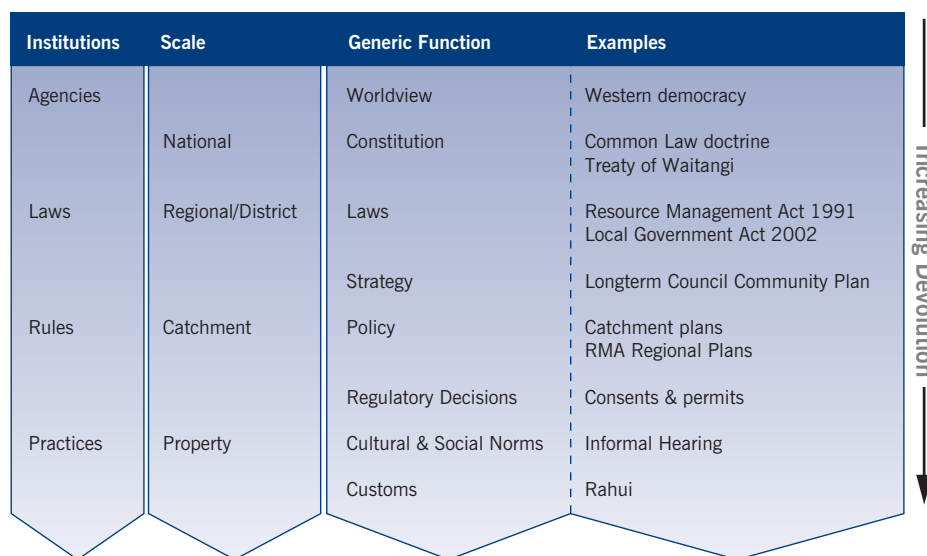 Institutions Scale Generic Function Examples
Agencies Worldview Western democracy
National Constitution Common Law doctrine
Treaty of Waitangi
Laws Regional/District Laws Resource Management Act 1991
Local Government Act 2002
Strategy Longterm Council Community Plan
Rules Catchment Policy Catchment plans
RMA Regional Plans
Regulatory Decisions Consents & permits
Practices Property Cultural & Social Norms Informal Hearing
Customs Rahui
Increasing Devolution